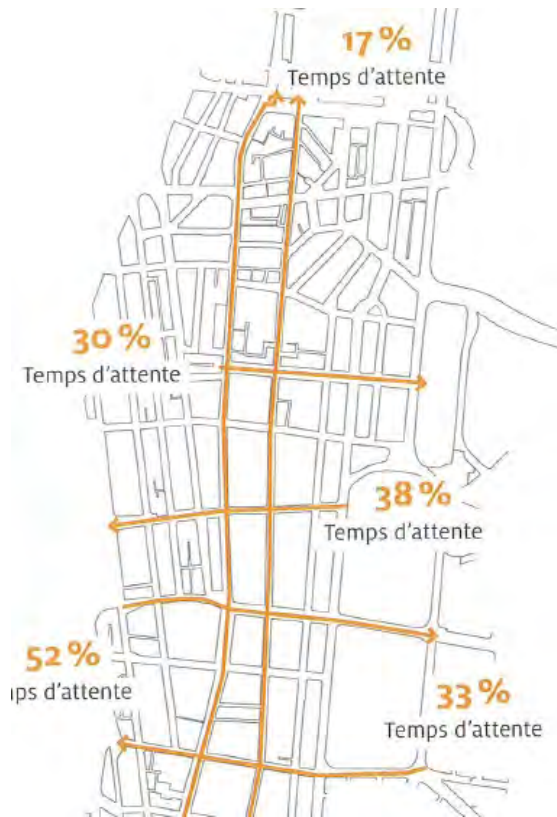 17 %
Temps d'attente
30 %
Temps d'attente
38 %
Temps d'attente
52 %
ps d'attente
33 %
Temps d'attente